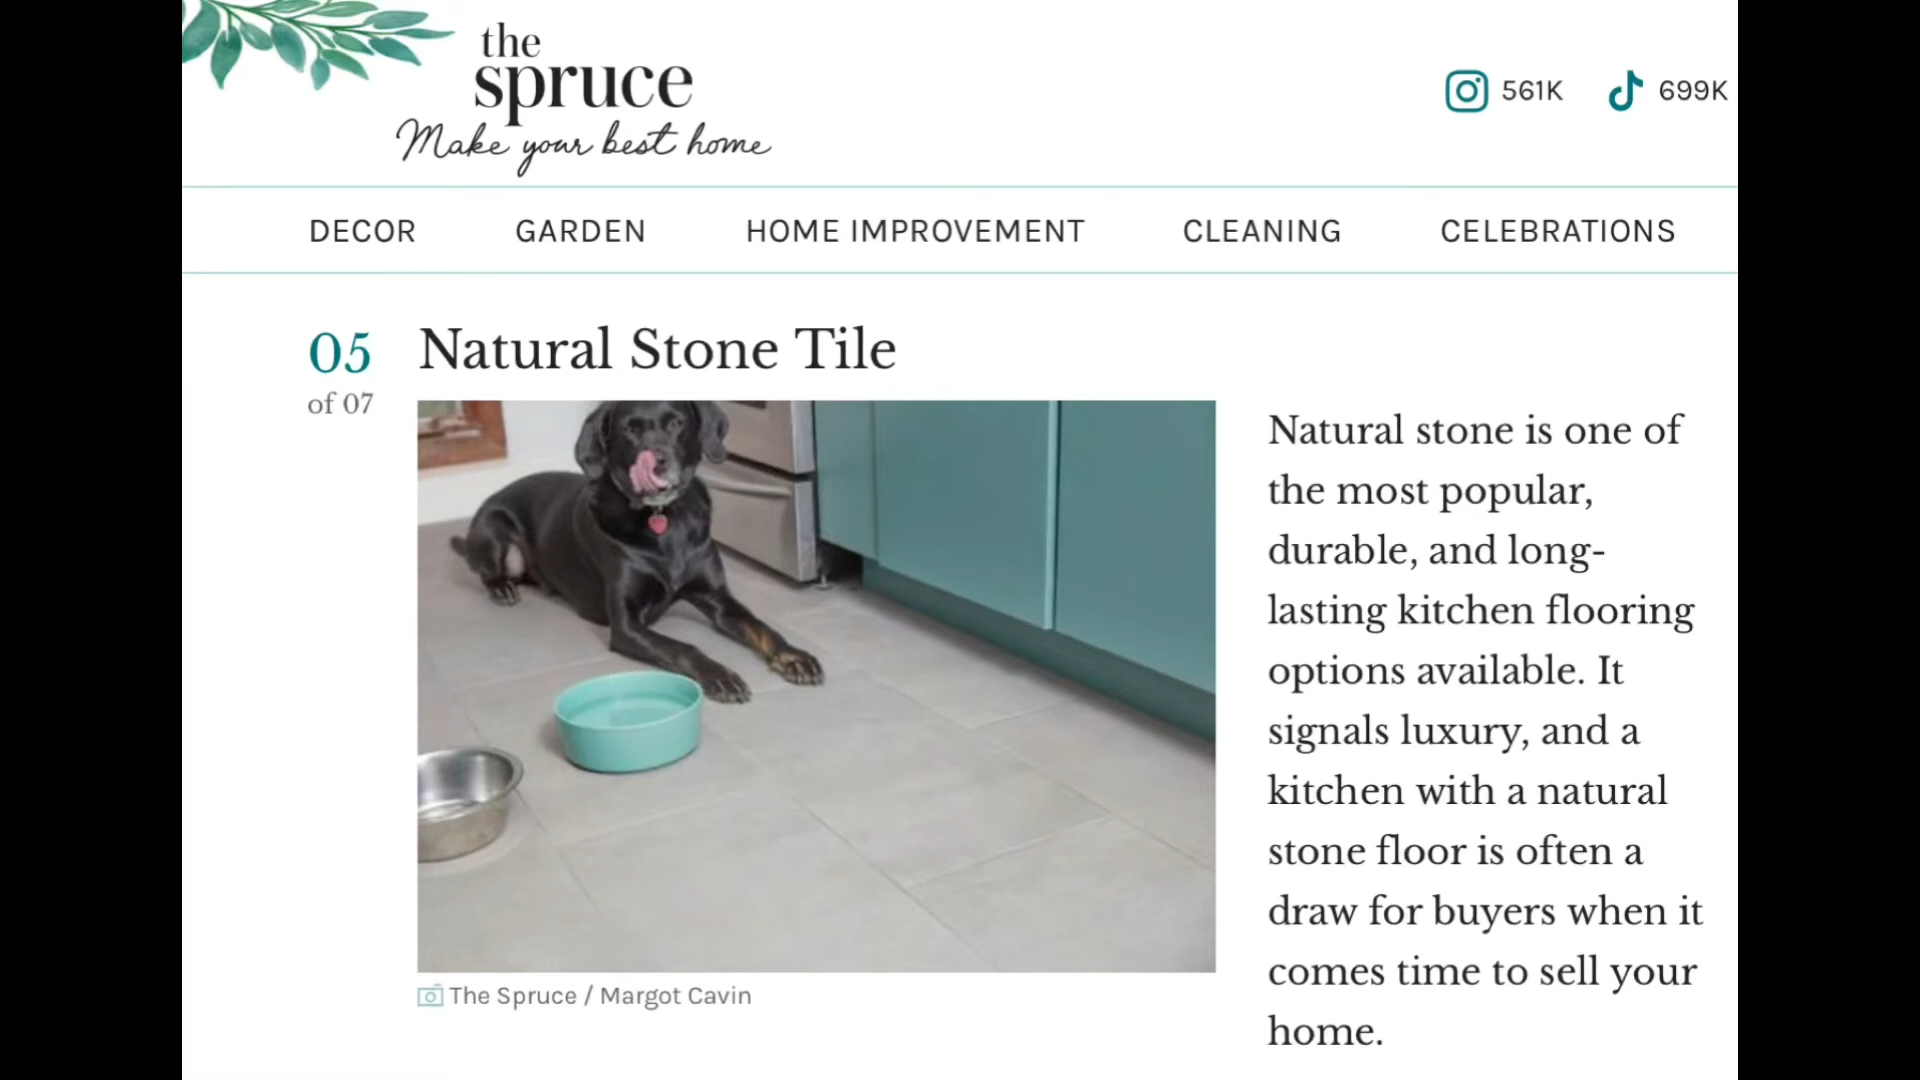 the
spruce
Make your best home
561K
699K
DECOR
GARDEN
HOME IMPROVEMENT
CLEANING
CELEBRATIONS
05
of 07
Natural Stone Tile
Natural stone is one of
the most popular,
durable, and long-
lasting kitchen flooring
options available. It
signals luxury, and a
kitchen with a natural
stone floor is often a
draw for buyers when it
comes time to sell your
home.
The Spruce / Margot Cavin